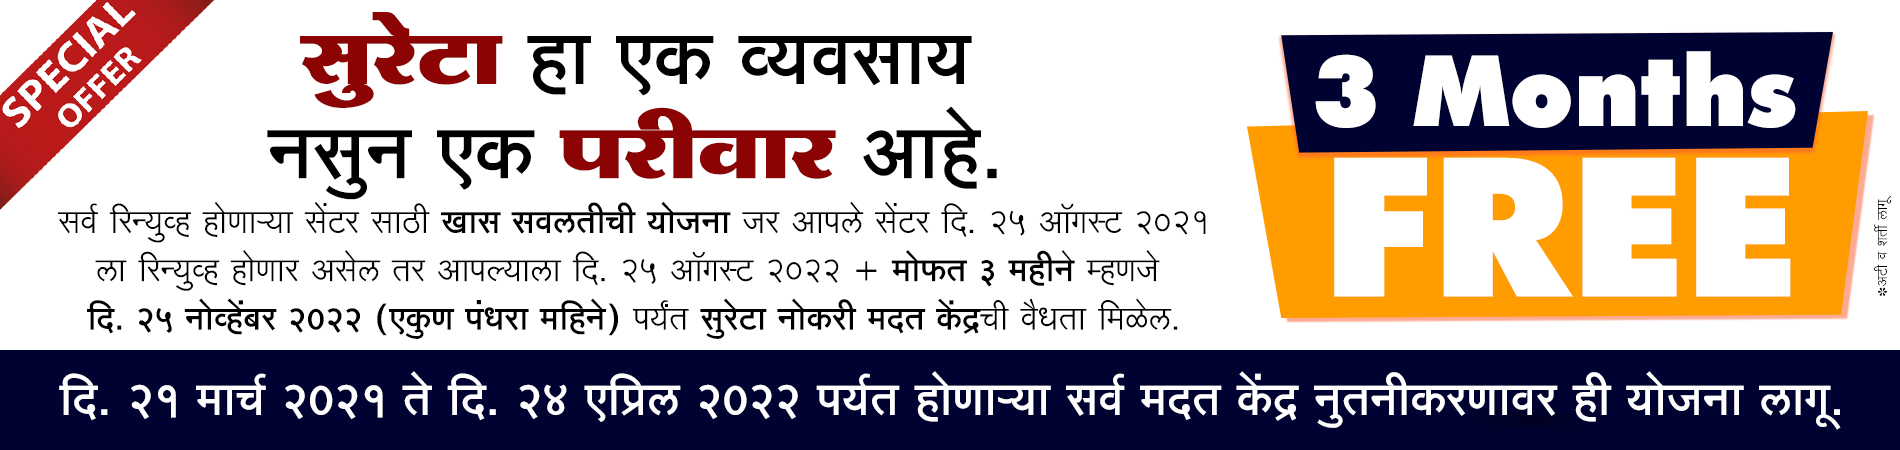 SPECIAL
OFFER
सुरेटा हा एक व्यवसाय
नसुन एक परीवार आहे.
सर्व रिन्युव्ह होणाऱ्या सेंटर साठी खास सवलतीची योजना जर आपले सेंटर दि. २५ ऑगस्ट २०२१
ला रिन्युव्ह होणार असेल तर आपल्याला दि. २५ ऑगस्ट २०२२ + मोफत ३ महीने म्हणजे
दि. २५ नोव्हेंबर २०२२ (एकुण पंधरा महिने) पर्यंत सुरेटा नोकरी मदत केंद्रची वैधता मिळेल.
3 Months
FREE
*अटी व शर्ती लागू
दि. २१ मार्च २०२१ ते दि. २४ एप्रिल २०२२ पर्यत होणाऱ्या सर्व मदत केंद्र नुतनीकरणावर ही योजना लागू.